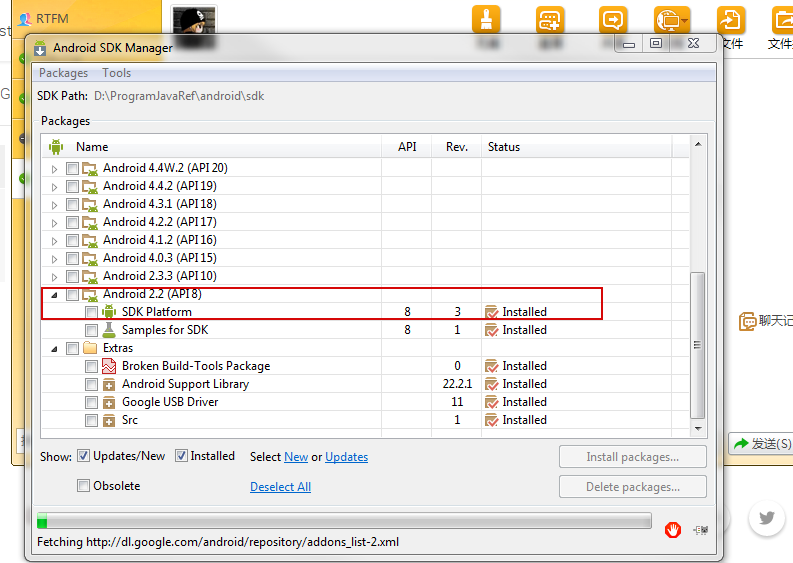 RTFM
文件
文件
Android SDK Manager
Packages Tools
SDK Path: D:\ProgramJavaRef\android\sdk
Packages
Name API Rev. Status
Android 4.4W.2 (API 20)
Android 4.4.2 (API 19)
Android 4.3.1 (API 18)
Android 4.2.2 (API 17)
Android 4.1.2 (API 16)
Android 4.0.3 (API 15)
Android 2.3.3 (API 10)
Android 2.2 (API 8)
SDK Platform 8 3 Installed
Samples for SDK 8 1 Installed
聊天记
Extras
Broken Build-Tools Package 0 Installed
Android Support Library 22.2.1 Installed
Google USB Driver 11 Installed
Src 1 Installed
发送(S)
Show: Updates/New Installed Select New or Updates Install packages...
Obsolete Deselect All Delete packages...
Fetching http://dl.google.com/android/repository/addons_list-2.xml